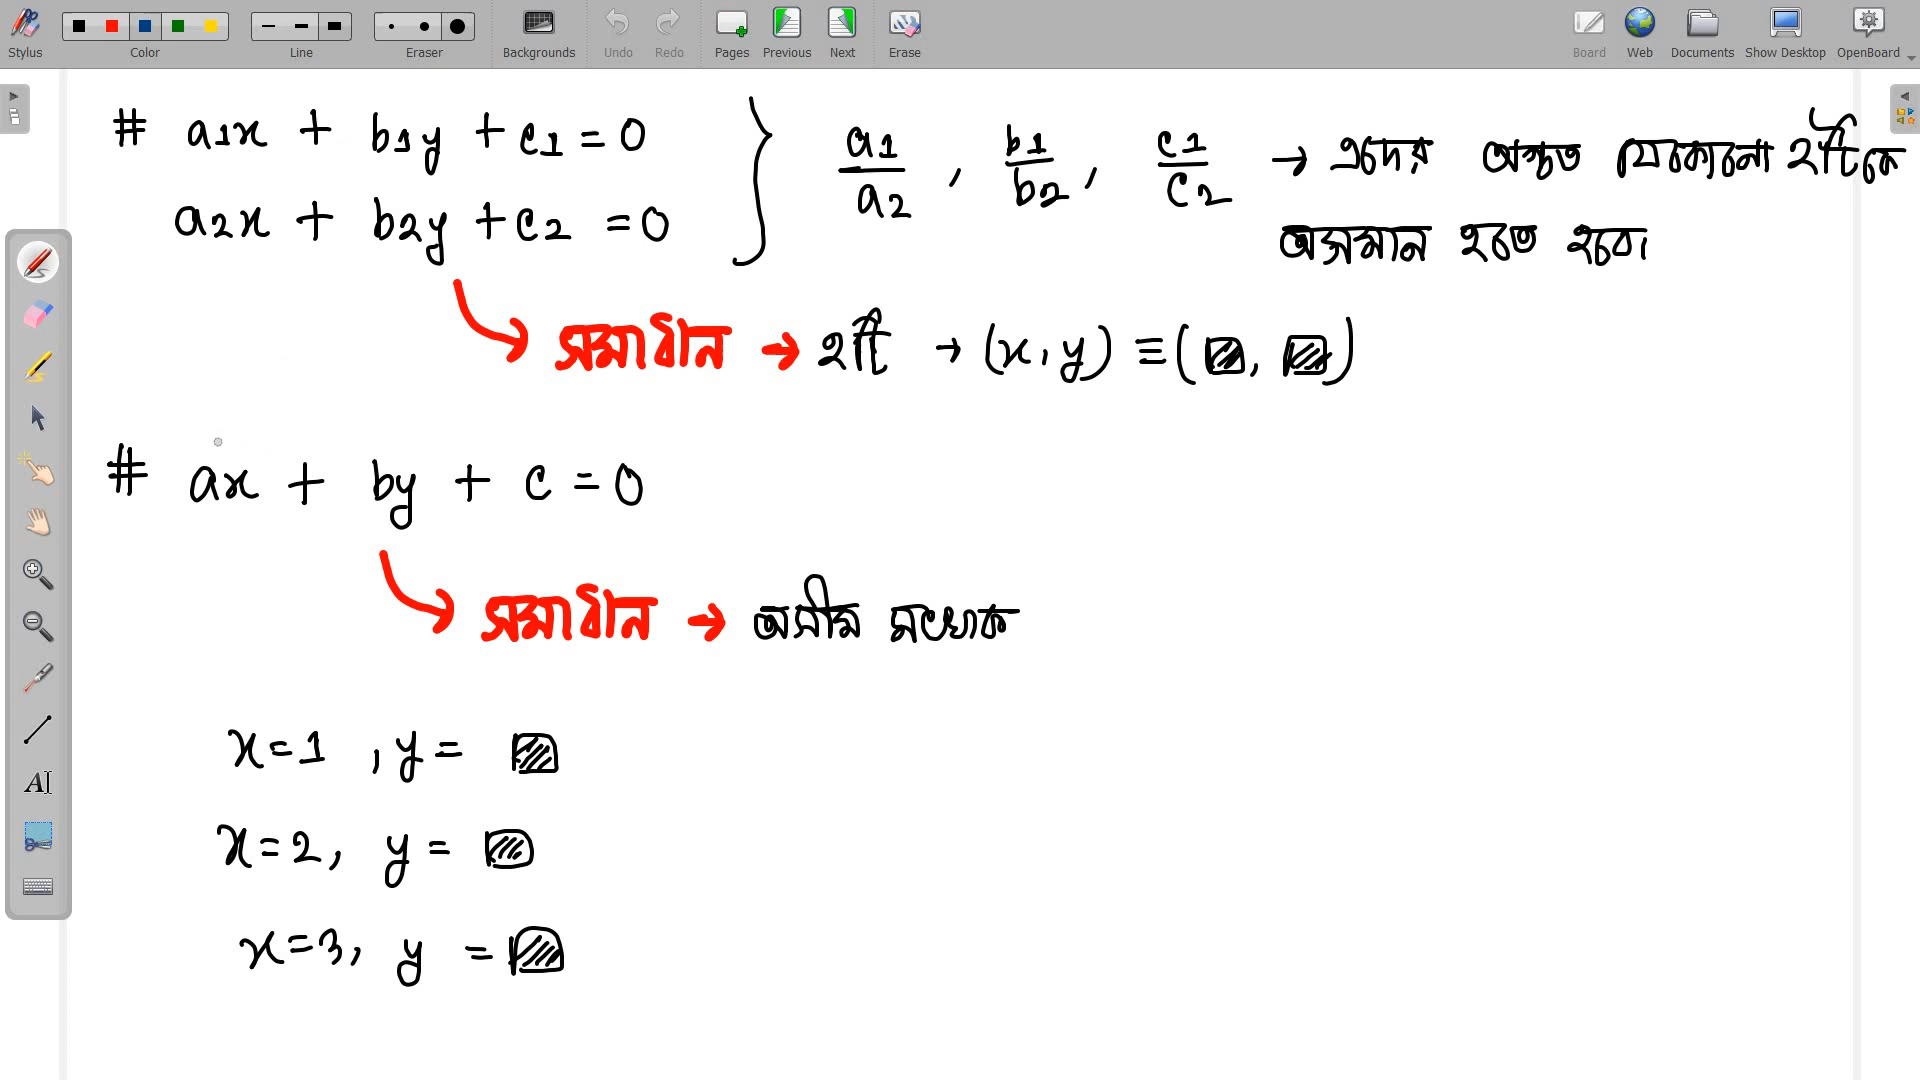 Stylus Color Line Eraser Backgrounds Undo Redo Pages Previous Next Erase Board Web Documents Show Desktop OpenBoard
# a1x + b1y + c1 = 0
a2x + b2y + c2 = 0
a1/a2 , b1/b2 , c1/c2 → এদের অন্তত যেকোনো ২টিকে
অসমান হতে হবে।
সমাধান → ২টি → (x, y) ≡ ( , )
# ax + by + c = 0
সমাধান → অসীম সংখ্যক
x=1 , y =
x=2, y =
x=3, y =